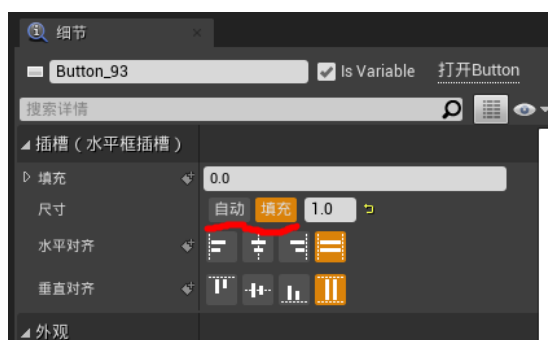 细节
Button_93 Is Variable 打开Button
搜索详情
插槽（水平框插槽）
填充 0.0
尺寸 自动 填充 1.0
水平对齐
垂直对齐
外观